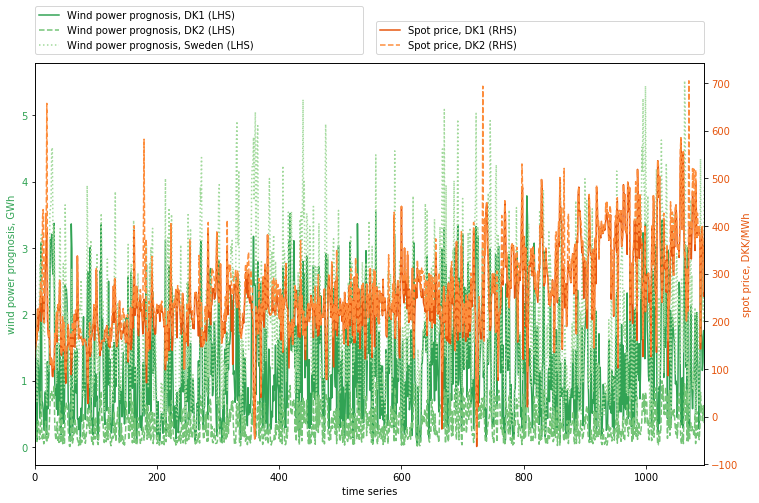 Wind power prognosis, DK1 (LHS)
Wind power prognosis, DK2 (LHS)
Wind power prognosis, Sweden (LHS)
Spot price, DK1 (RHS)
Spot price, DK2 (RHS)
5
4
3
2
1
0
wind power prognosis, GWh
700
600
500
400
300
200
100
0
−100
spot price, DKK/MWh
0
200
400
600
800
1000
time series